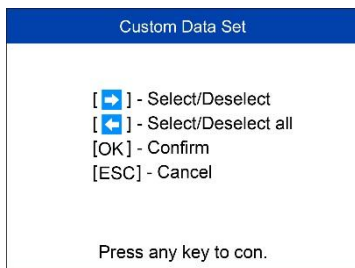 Custom Data Set
[➡] - Select/Deselect
[⬅] - Select/Deselect all
[OK] - Confirm
[ESC] - Cancel
Press any key to con.